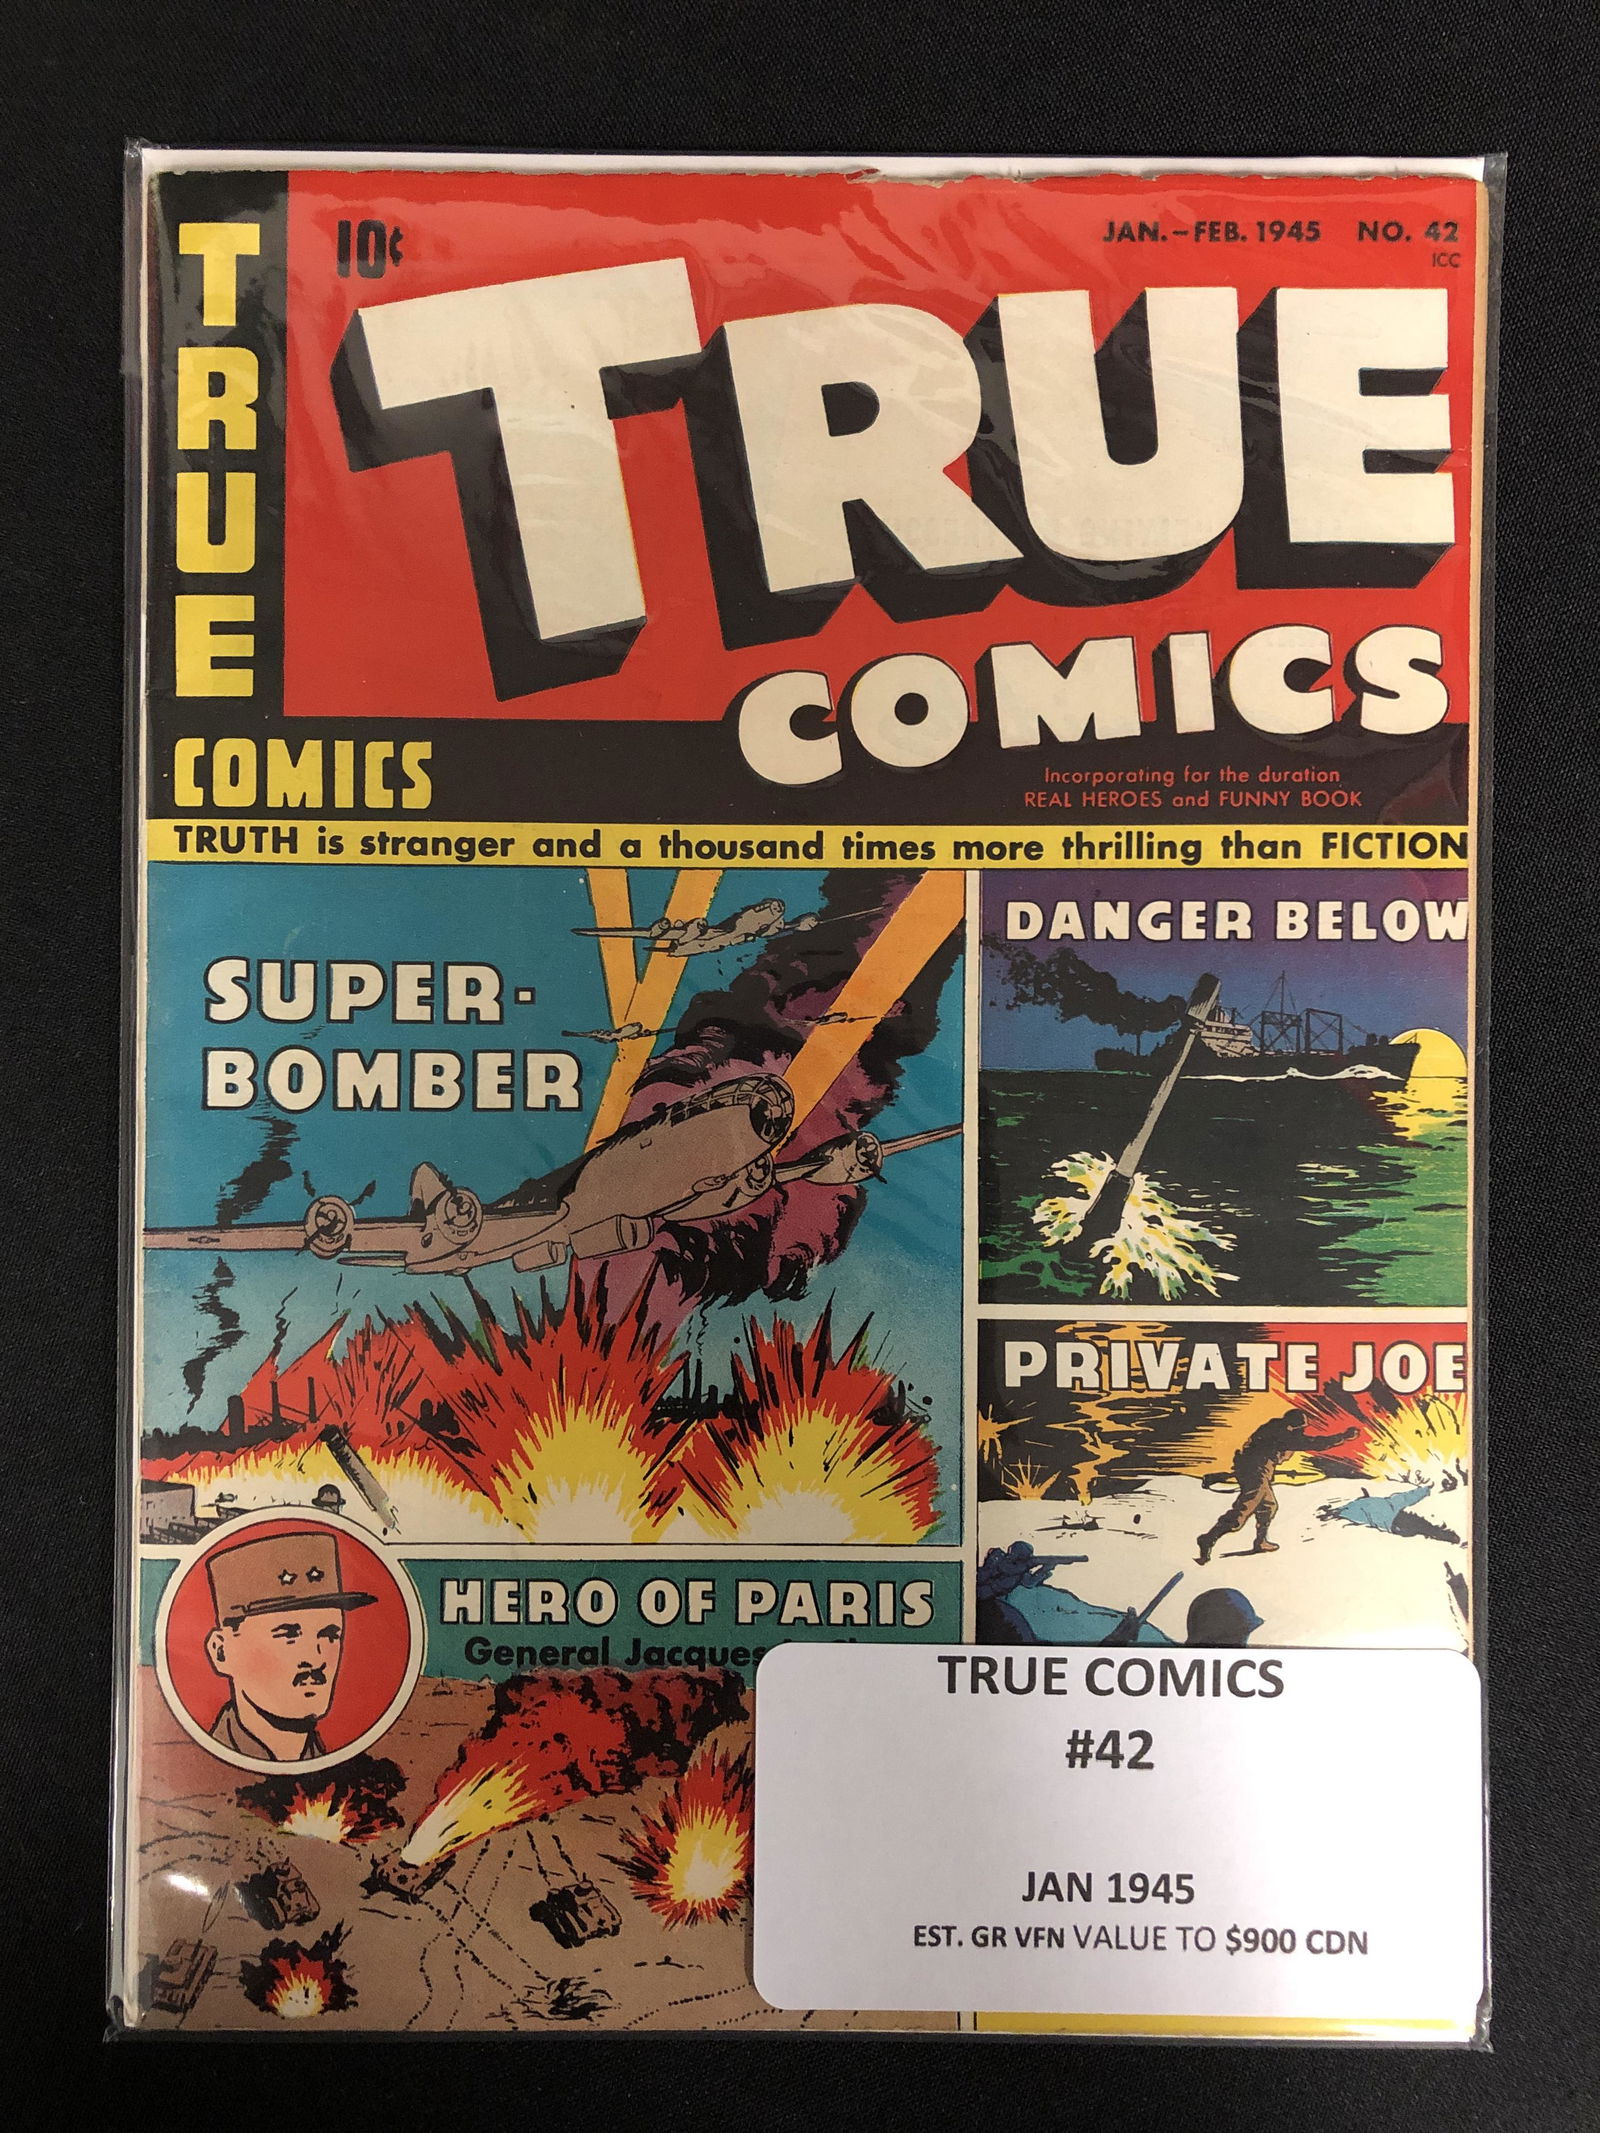 TRUE
COMICS
10¢
JAN.–FEB. 1945 NO. 42
ICC
TRUE
COMICS
Incorporating for the duration
REAL HEROES and FUNNY BOOK
TRUTH is stranger and a thousand times more thrilling than FICTION
SUPER-
BOMBER
DANGER BELOW
PRIVATE JOE
HERO OF PARIS
General Jacques
TRUE COMICS
#42
JAN 1945
EST. GR VFN VALUE TO $900 CDN